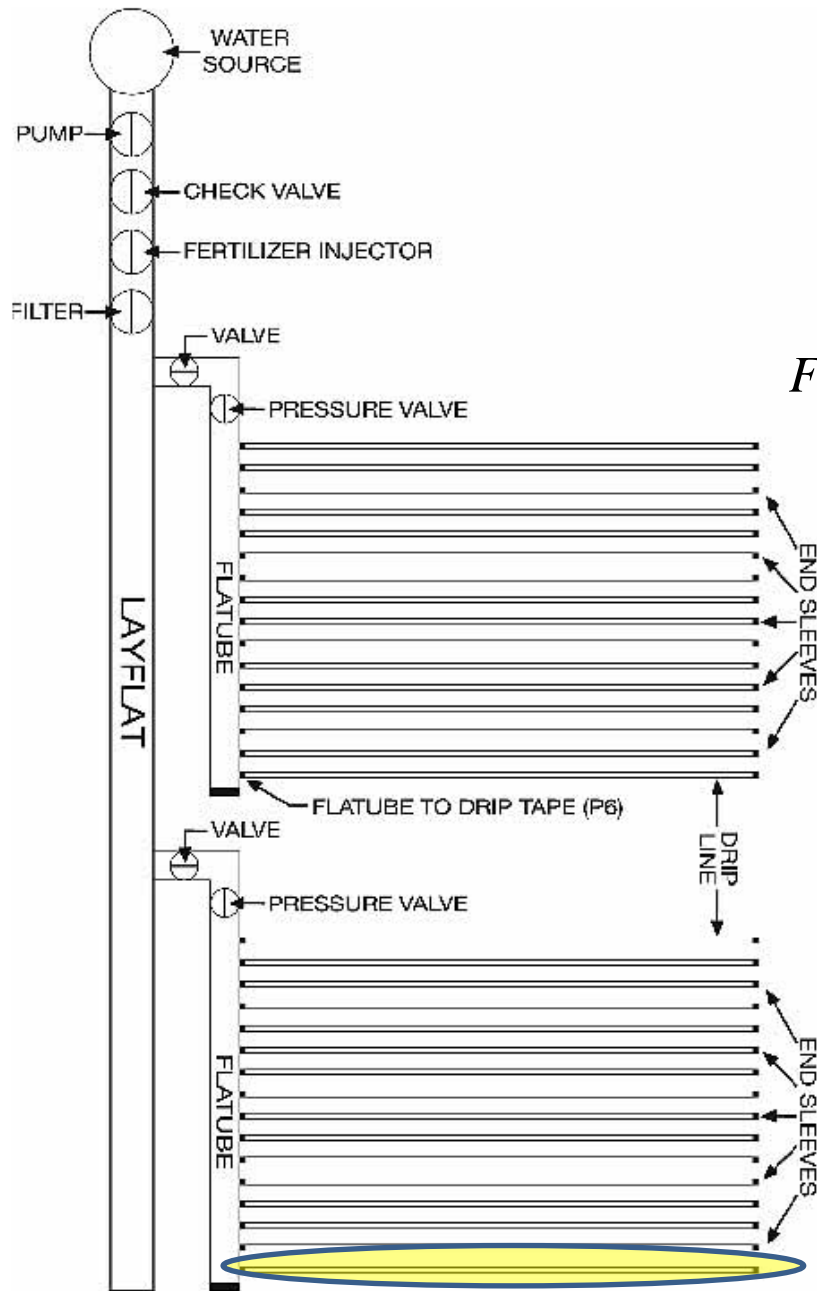 WATER
SOURCE
PUMP
CHECK VALVE
FERTILIZER INJECTOR
FILTER
VALVE
F
PRESSURE VALVE
END SLEEVES
FLATUBE
LAYFLAT
FLATUBE TO DRIP TAPE (P6)
VALVE
DRIP
LINE
PRESSURE VALVE
END SLEEVES
FLATUBE